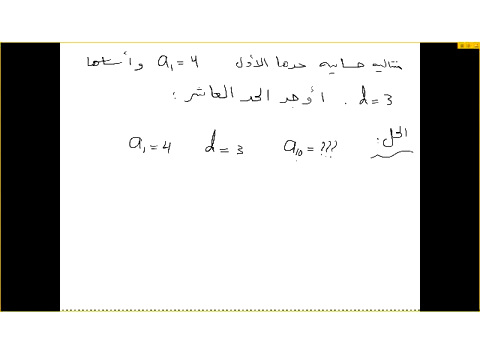 متتالية حسابية حدها الأول a₁ = 4 وأساسها
d = 3 . أوجد الحد العاشر :
الحل.
a₁ = 4 d = 3 a₁₀ = ???